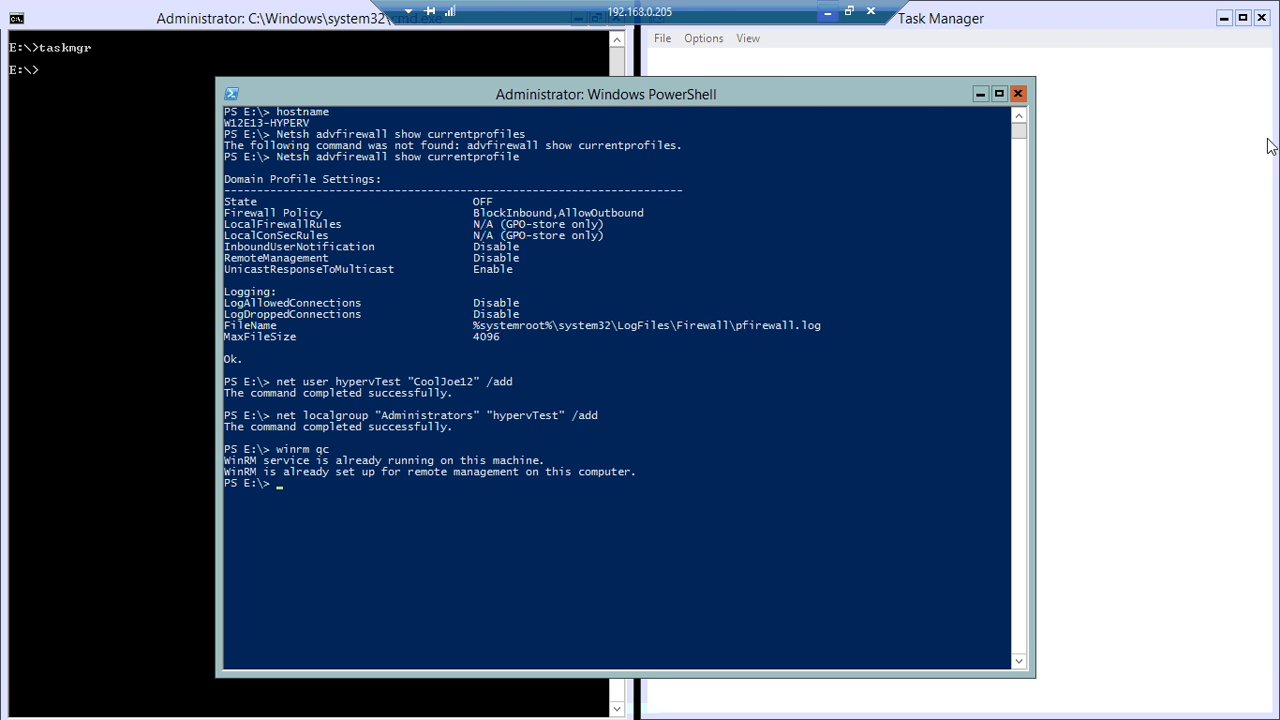 Administrator: C:\Windows\system32\cmd.exe
192.168.0.205
Task Manager
File Options View
E:\>taskmgr
E:\>
Administrator: Windows PowerShell
PS E:\> hostname
W12E13-HYPERV
PS E:\> Netsh advfirewall show currentprofiles
The following command was not found: advfirewall show currentprofiles.
PS E:\> Netsh advfirewall show currentprofile
Domain Profile Settings:
----------------------------------------------------------------------
State OFF
Firewall Policy BlockInbound,AllowOutbound
LocalFirewallRules N/A (GPO-store only)
LocalConSecRules N/A (GPO-store only)
InboundUserNotification Disable
RemoteManagement Disable
UnicastResponseToMulticast Enable
Logging:
LogAllowedConnections Disable
LogDroppedConnections Disable
FileName %systemroot%\system32\LogFiles\Firewall\pfirewall.log
MaxFileSize 4096
Ok.
PS E:\> net user hypervTest "CoolJoe12" /add
The command completed successfully.
PS E:\> net localgroup "Administrators" "hypervTest" /add
The command completed successfully.
PS E:\> winrm qc
WinRM service is already running on this machine.
WinRM is already set up for remote management on this computer.
PS E:\> _